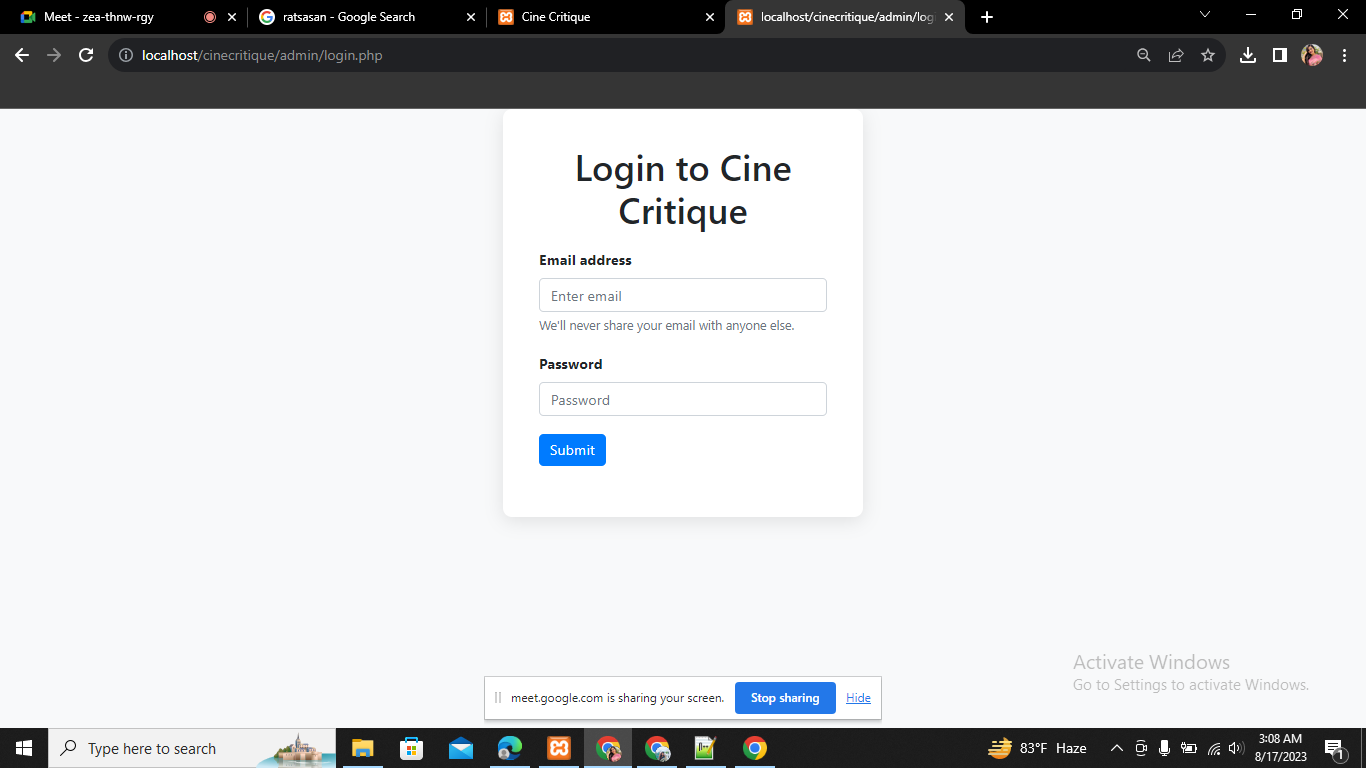 Meet - zea-thnw-rgy
ratsasan - Google Search
Cine Critique
localhost/cinecritique/admin/log
localhost/cinecritique/admin/login.php
Login to Cine
Critique
Email address
Enter email
We'll never share your email with anyone else.
Password
Password
Submit
Activate Windows
Go to Settings to activate Windows.
meet.google.com is sharing your screen.
Stop sharing
Hide
Type here to search
83°F Haze
3:08 AM
8/17/2023
1